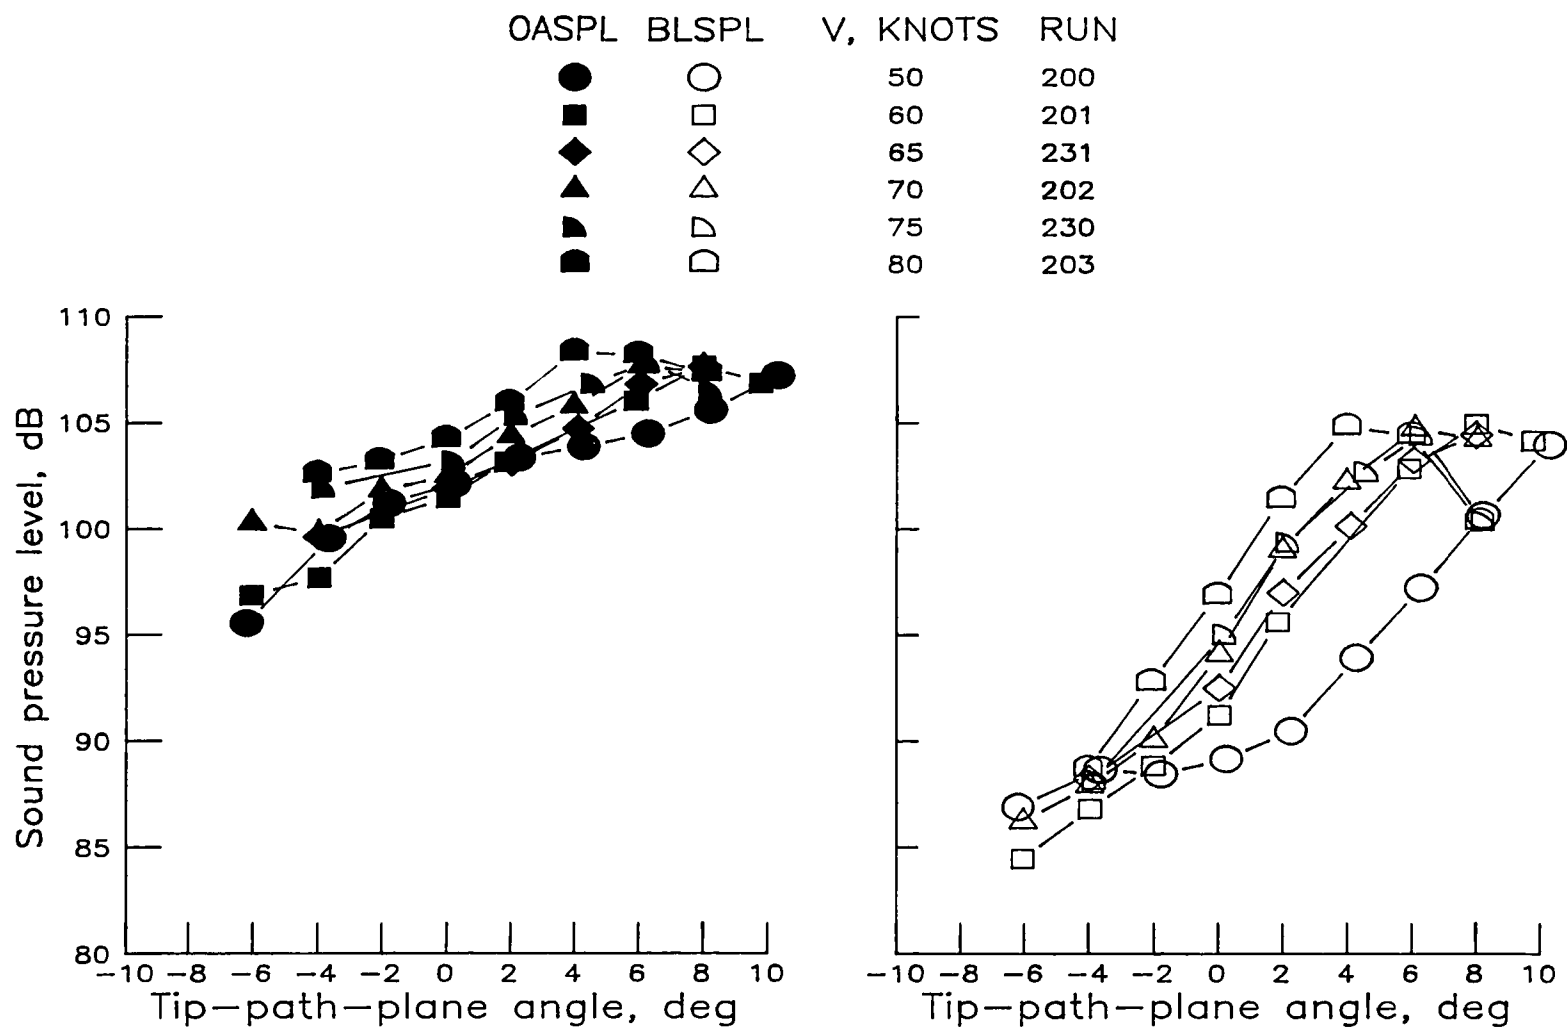 OASPL BLSPL V, KNOTS RUN
50 200
60 201
65 231
70 202
75 230
80 203
Sound pressure level, dB
110
105
100
95
90
85
80
-10 -8 -6 -4 -2 0 2 4 6 8 10
Tip-path-plane angle, deg
-10 -8 -6 -4 -2 0 2 4 6 8 10
Tip-path-plane angle, deg